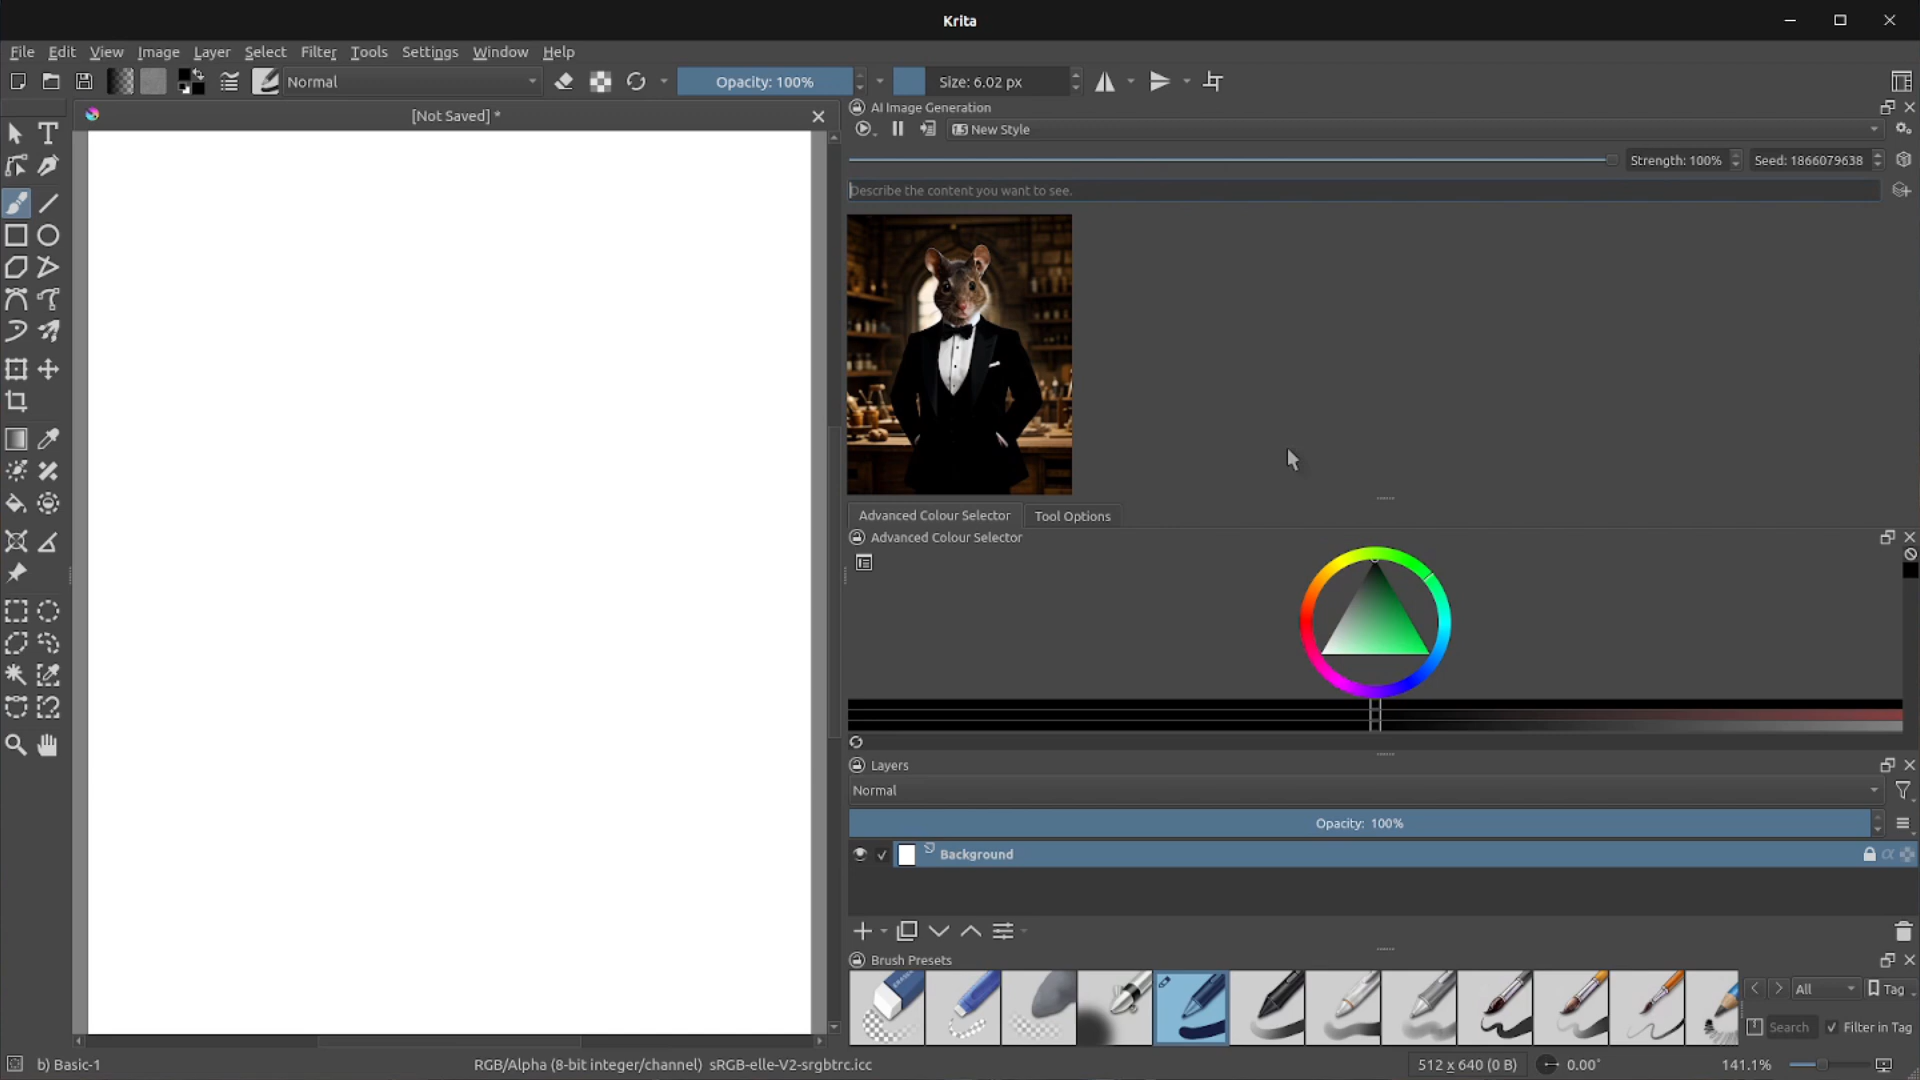 Krita
File Edit View Image Layer Select Filter Tools Settings Window Help
Normal Opacity: 100% Size: 6.02 px
[Not Saved] *
AI Image Generation
1.5 New Style
Strength: 100% Seed: 1866079638
Describe the content you want to see.
Advanced Colour Selector Tool Options
Advanced Colour Selector
Layers
Normal
Opacity: 100%
Background
Brush Presets
All Tag
Search Filter in Tag
b) Basic-1 RGB/Alpha (8-bit integer/channel) sRGB-elle-V2-srgbtrc.icc 512 x 640 (0 B) 0.00° 141.1%